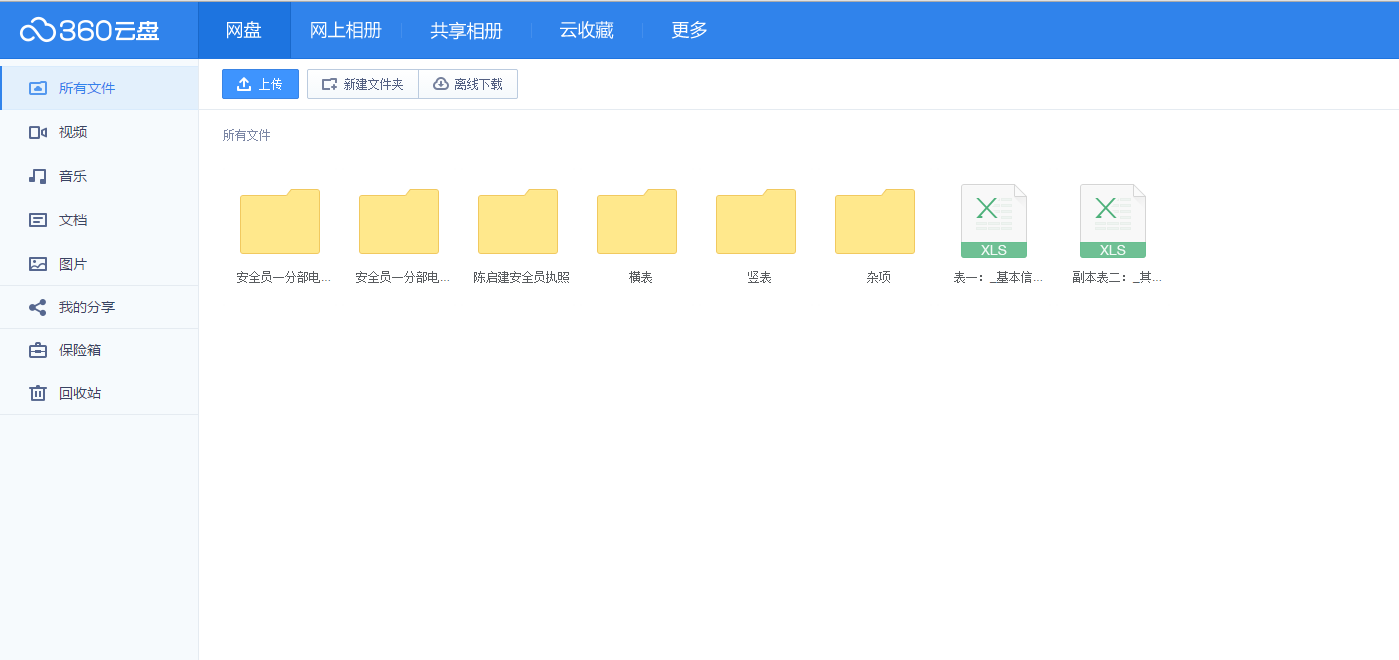 360云盘
网盘
网上相册
共享相册
云收藏
更多
所有文件
视频
音乐
文档
图片
我的分享
保险箱
回收站
上传
新建文件夹
离线下载
所有文件
安全员一分部电...
安全员一分部电...
陈启建安全员执照
横表
竖表
杂项
表一：_基本信...
副本表二：_其...
XLS
XLS